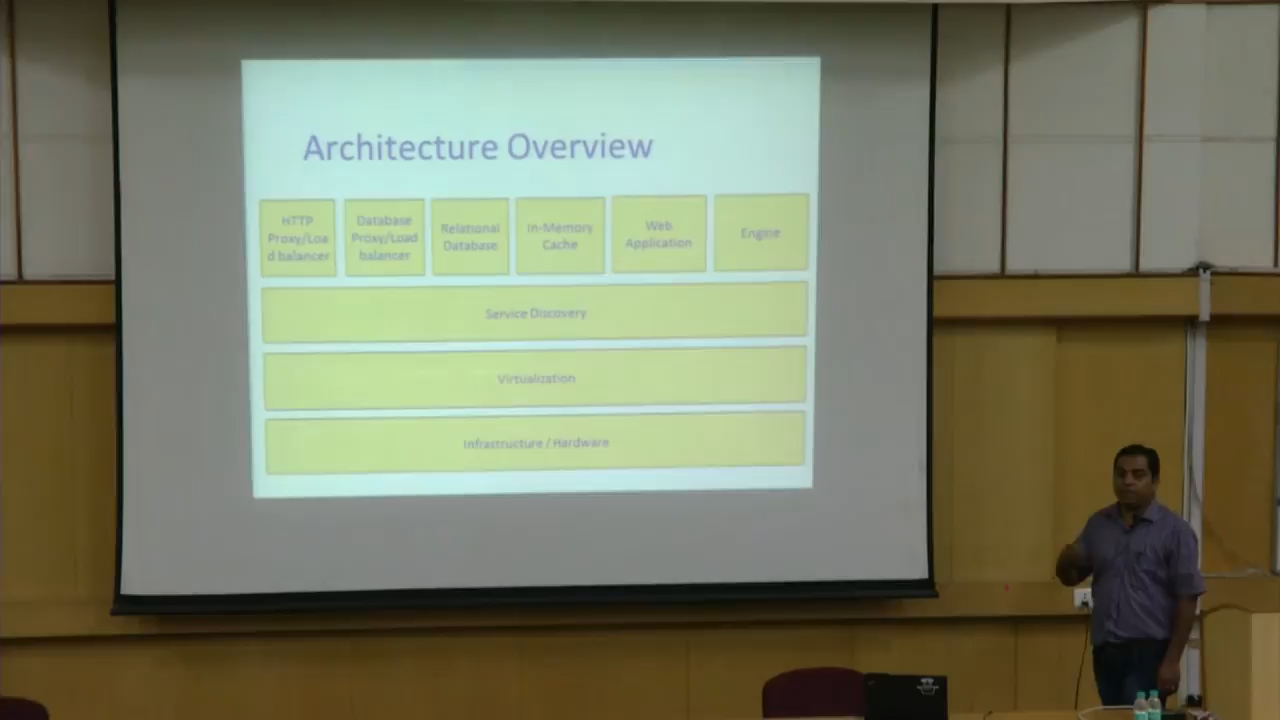 Architecture Overview
HTTP
Proxy/Loa
d balancer
Database
Proxy/Load
balancer
Relational
Database
In-Memory
Cache
Web
Application
Engine
Service Discovery
Virtualization
Infrastructure / Hardware